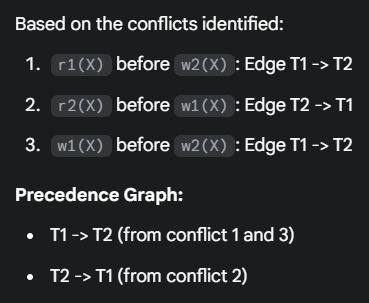 Based on the conflicts identified:
1. r1(X) before w2(X): Edge T1 -> T2
2. r2(X) before w1(X): Edge T2 -> T1
3. w1(X) before w2(X): Edge T1 -> T2
Precedence Graph:
• T1 -> T2 (from conflict 1 and 3)
• T2 -> T1 (from conflict 2)